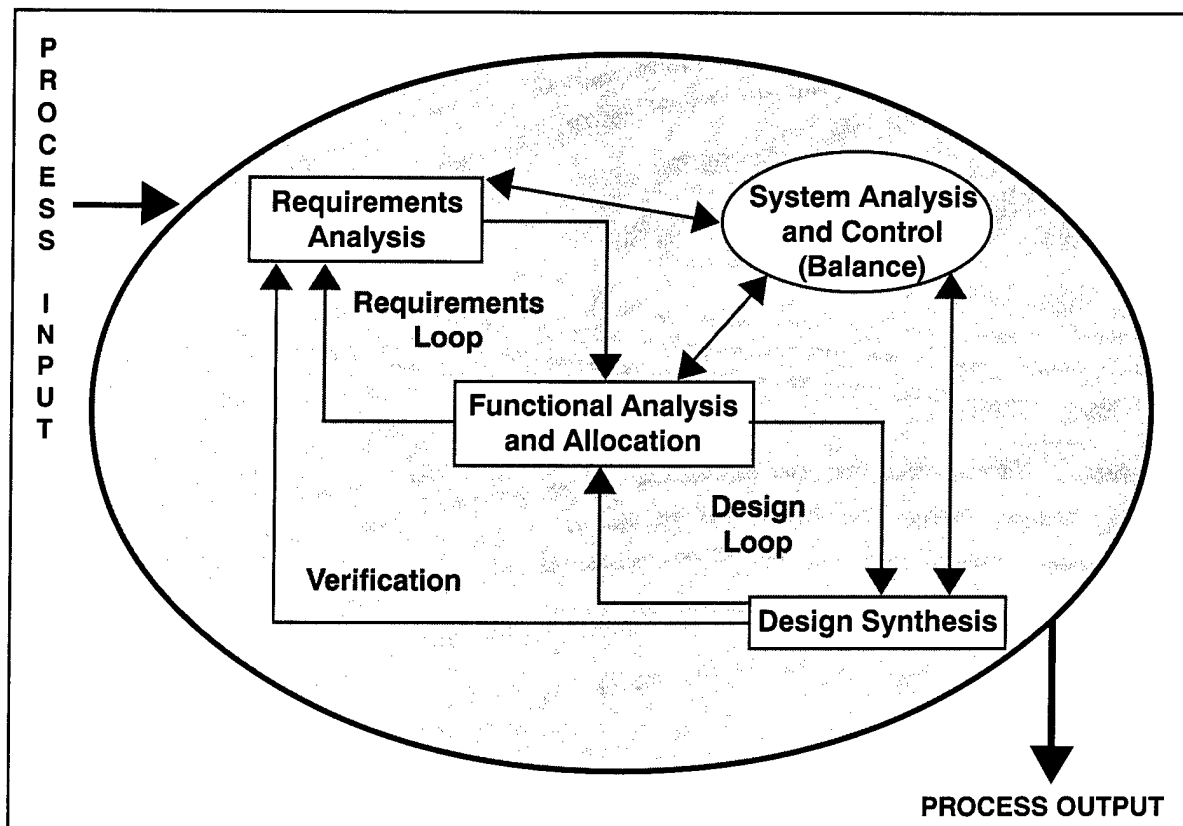 PROCESS INPUT
Requirements
Analysis
System Analysis
and Control
(Balance)
Requirements
Loop
Functional Analysis
and Allocation
Design
Loop
Verification
Design Synthesis
PROCESS OUTPUT